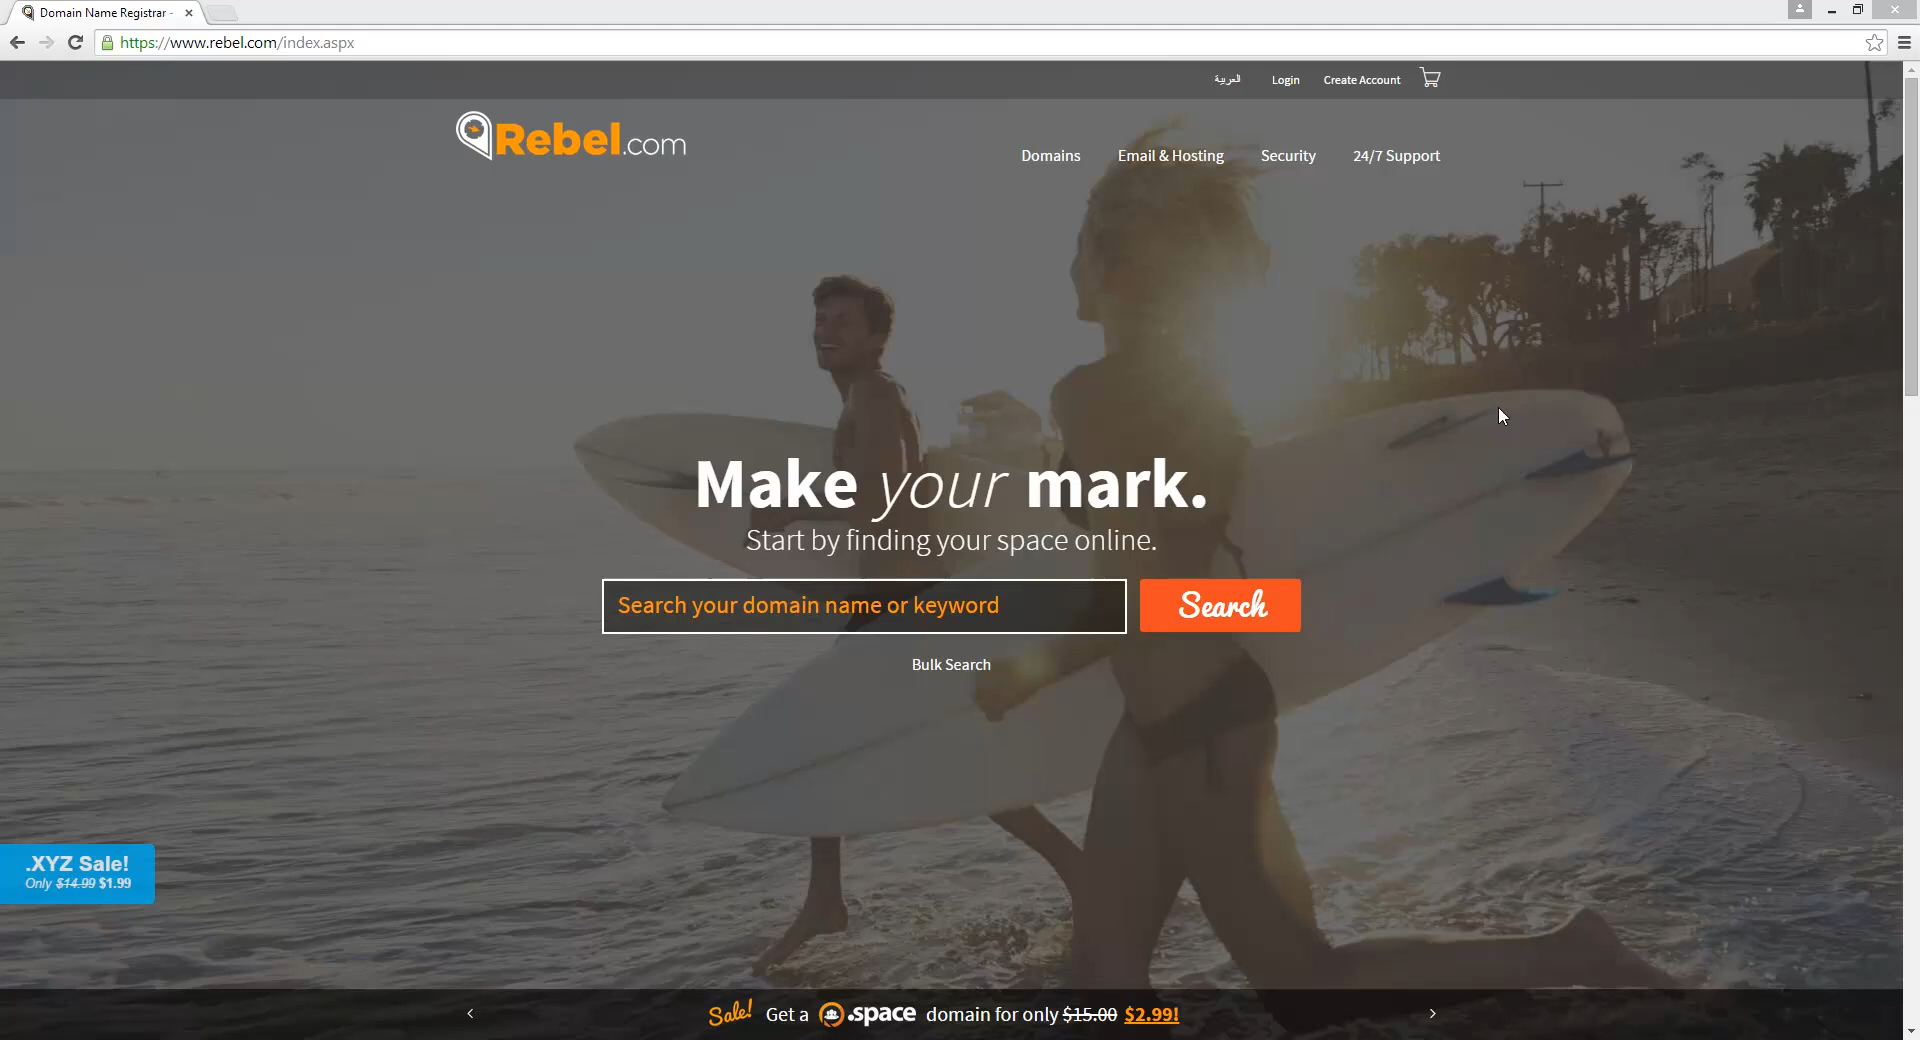 Domain Name Registrar -
https://www.rebel.com/index.aspx
العربية Login Create Account
Rebel.com
Domains Email & Hosting Security 24/7 Support
Make your mark.
Start by finding your space online.
Search your domain name or keyword Search
Bulk Search
.XYZ Sale!
Only $14.99 $1.99
Sale! Get a .space domain for only $15.00 $2.99!